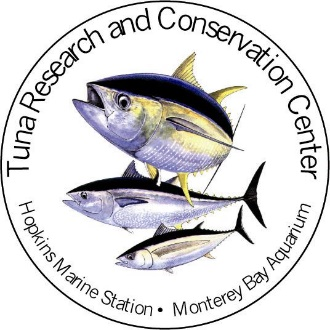 Tuna Research and Conservation Center
Hopkins Marine Station • Monterey Bay Aquarium